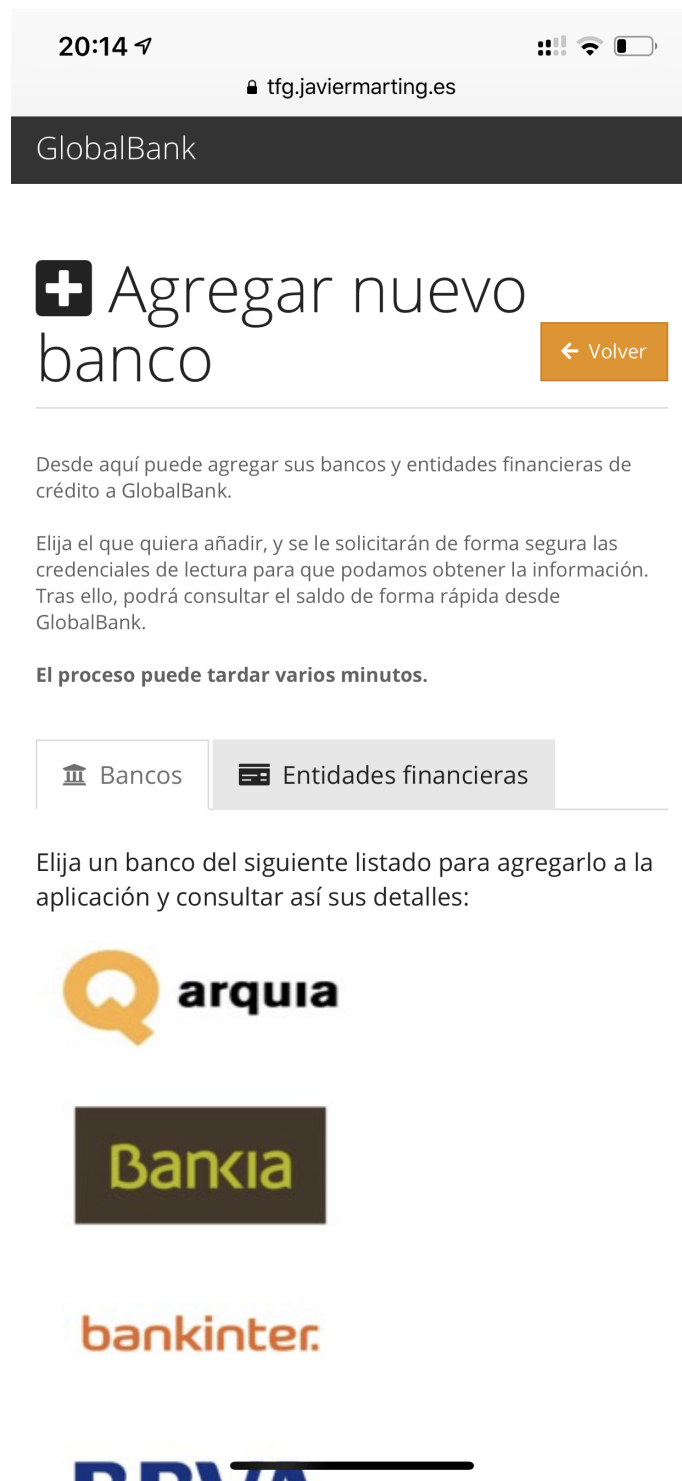 20:14
tfg.javiermarting.es
GlobalBank
Agregar nuevo
banco
Volver
Desde aquí puede agregar sus bancos y entidades financieras de
crédito a GlobalBank.
Elija el que quiera añadir, y se le solicitarán de forma segura las
credenciales de lectura para que podamos obtener la información.
Tras ello, podrá consultar el saldo de forma rápida desde
GlobalBank.
El proceso puede tardar varios minutos.
Bancos
Entidades financieras
Elija un banco del siguiente listado para agregarlo a la
aplicación y consultar así sus detalles:
arquia
Bankia
bankinter.
BBVA